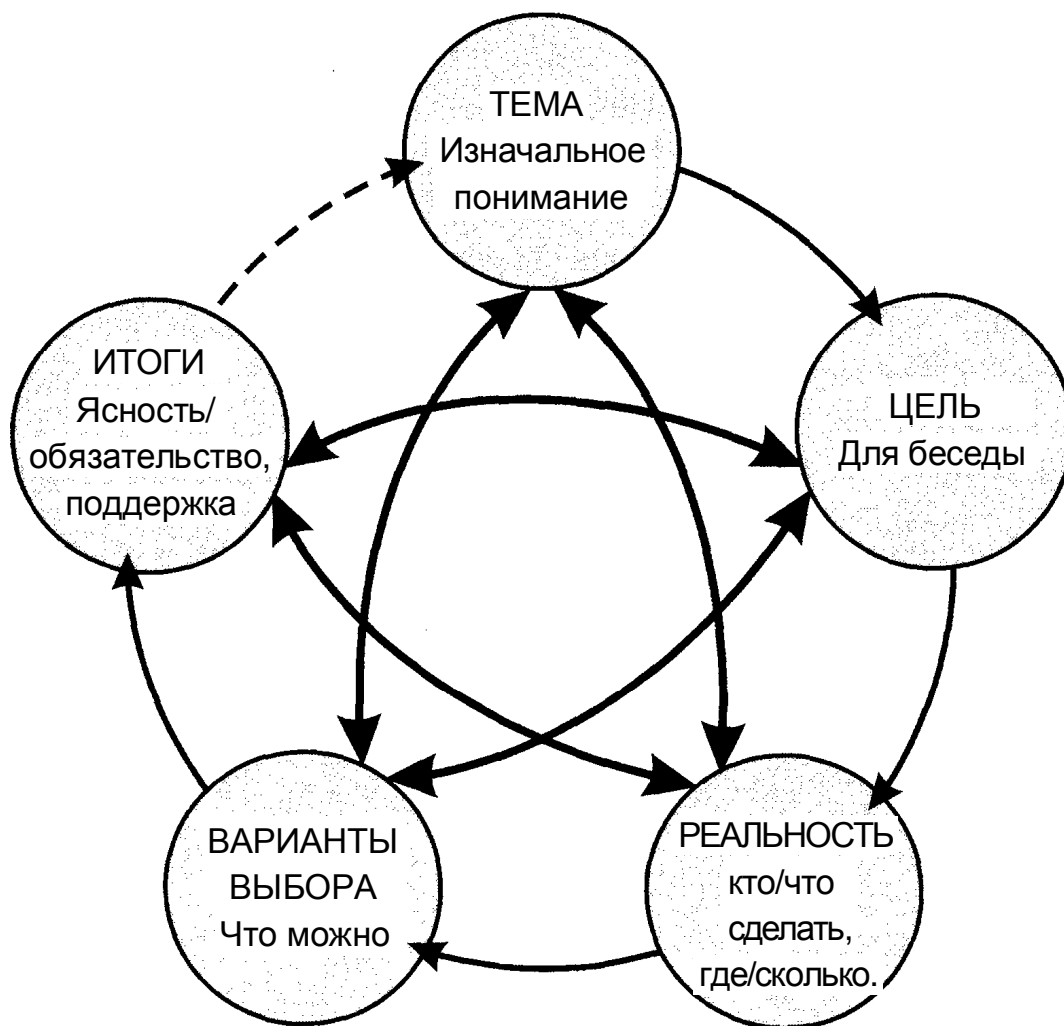 ТЕМА
Изначальное
понимание
ИТОГИ
Ясность/
обязательство,
поддержка
ЦЕЛЬ
Для беседы
ВАРИАНТЫ
ВЫБОРА
Что можно
РЕАЛЬНОСТЬ
кто/что
сделать,
где/сколько.